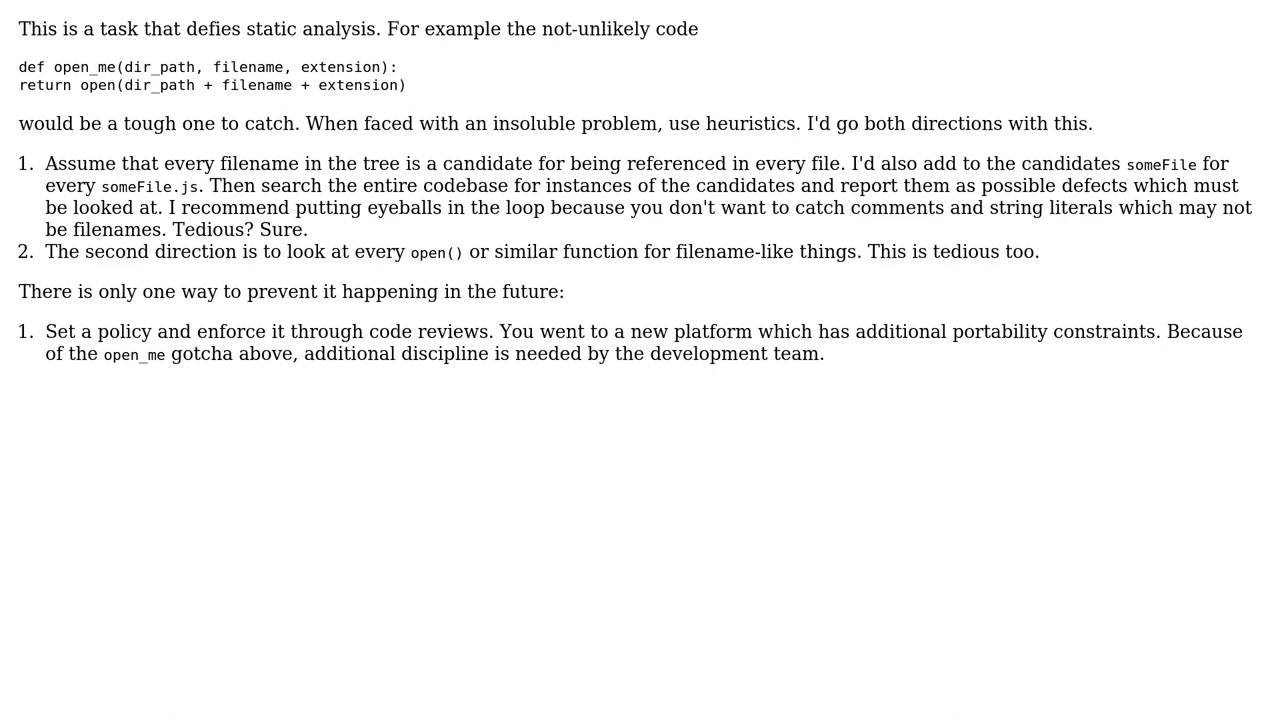 This is a task that defies static analysis. For example the not-unlikely code
def open_me(dir_path, filename, extension):
return open(dir_path + filename + extension)
would be a tough one to catch. When faced with an insoluble problem, use heuristics. I'd go both directions with this.
1. Assume that every filename in the tree is a candidate for being referenced in every file. I'd also add to the candidates someFile for
every someFile.js. Then search the entire codebase for instances of the candidates and report them as possible defects which must
be looked at. I recommend putting eyeballs in the loop because you don't want to catch comments and string literals which may not
be filenames. Tedious? Sure.
2. The second direction is to look at every open() or similar function for filename-like things. This is tedious too.
There is only one way to prevent it happening in the future:
1. Set a policy and enforce it through code reviews. You went to a new platform which has additional portability constraints. Because
of the open_me gotcha above, additional discipline is needed by the development team.